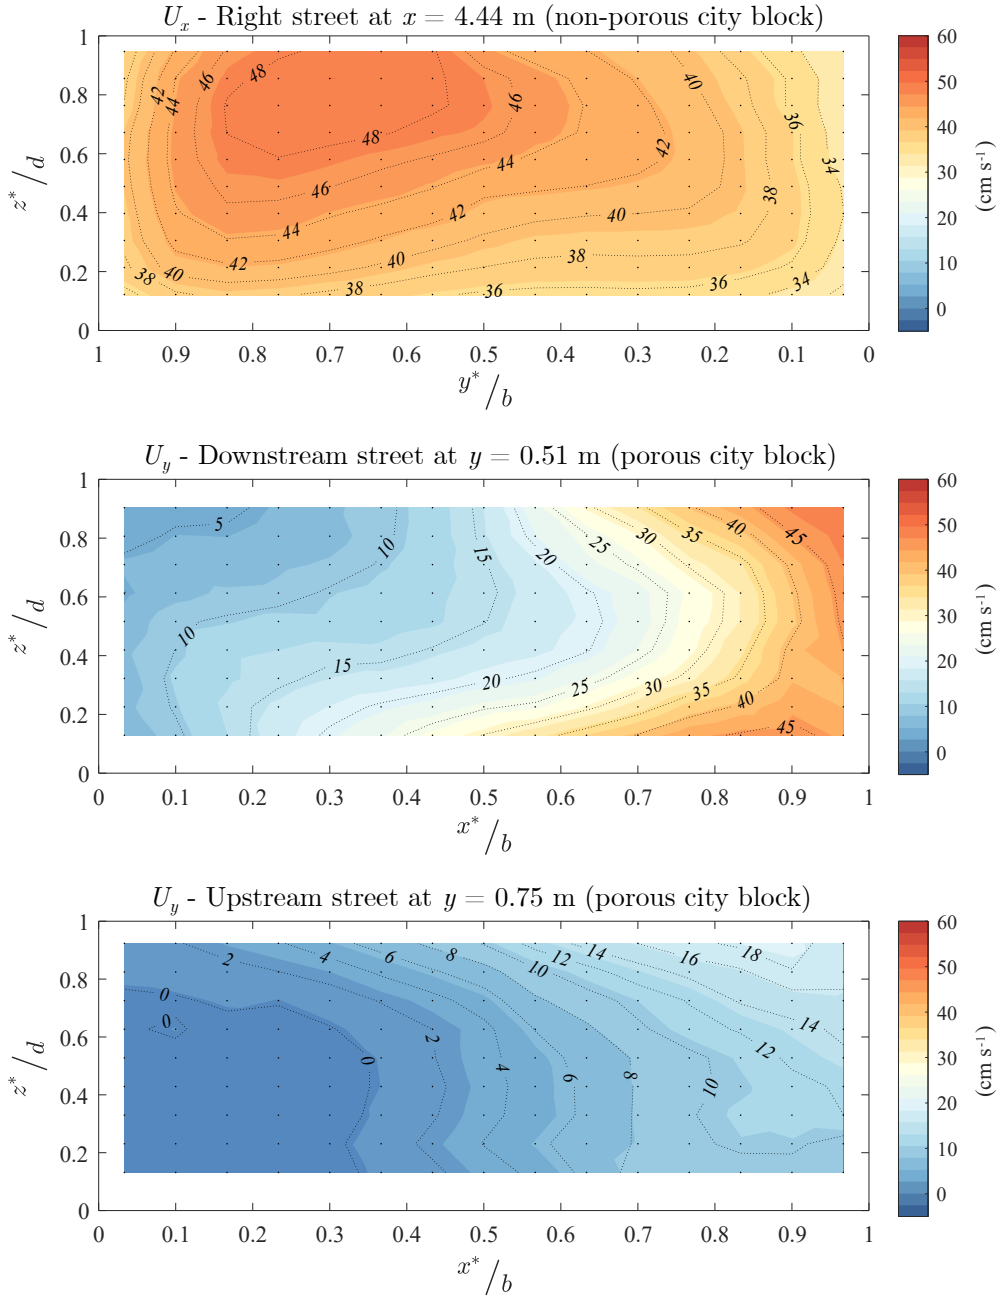 U_x - Right street at x = 4.44 m (non-porous city block)
1
0.8
0.6
0.4
0.2
0
z*/d
46 48 40 60
42 44 46 50
48 36 40
42 34 30
44 46 38 20
42 40
44 38 10
42 40
38 40 38 36 36 34 0
(cm s⁻¹)
1 0.9 0.8 0.7 0.6 0.5 0.4 0.3 0.2 0.1 0
y*/b
U_y - Downstream street at y = 0.51 m (porous city block)
1
0.8
0.6
0.4
0.2
0
z*/d
5 10 15 20 25 30 35 40 45
10 15 20 25 30 35 40 45
60
50
40
30
20
10
0
(cm s⁻¹)
0 0.1 0.2 0.3 0.4 0.5 0.6 0.7 0.8 0.9 1
x*/b
U_y - Upstream street at y = 0.75 m (porous city block)
1
0.8
0.6
0.4
0.2
0
z*/d
2 4 6 8 10 12 14 16 18
0 0 0 2 4 6 8 10 12 14
60
50
40
30
20
10
0
(cm s⁻¹)
0 0.1 0.2 0.3 0.4 0.5 0.6 0.7 0.8 0.9 1
x*/b